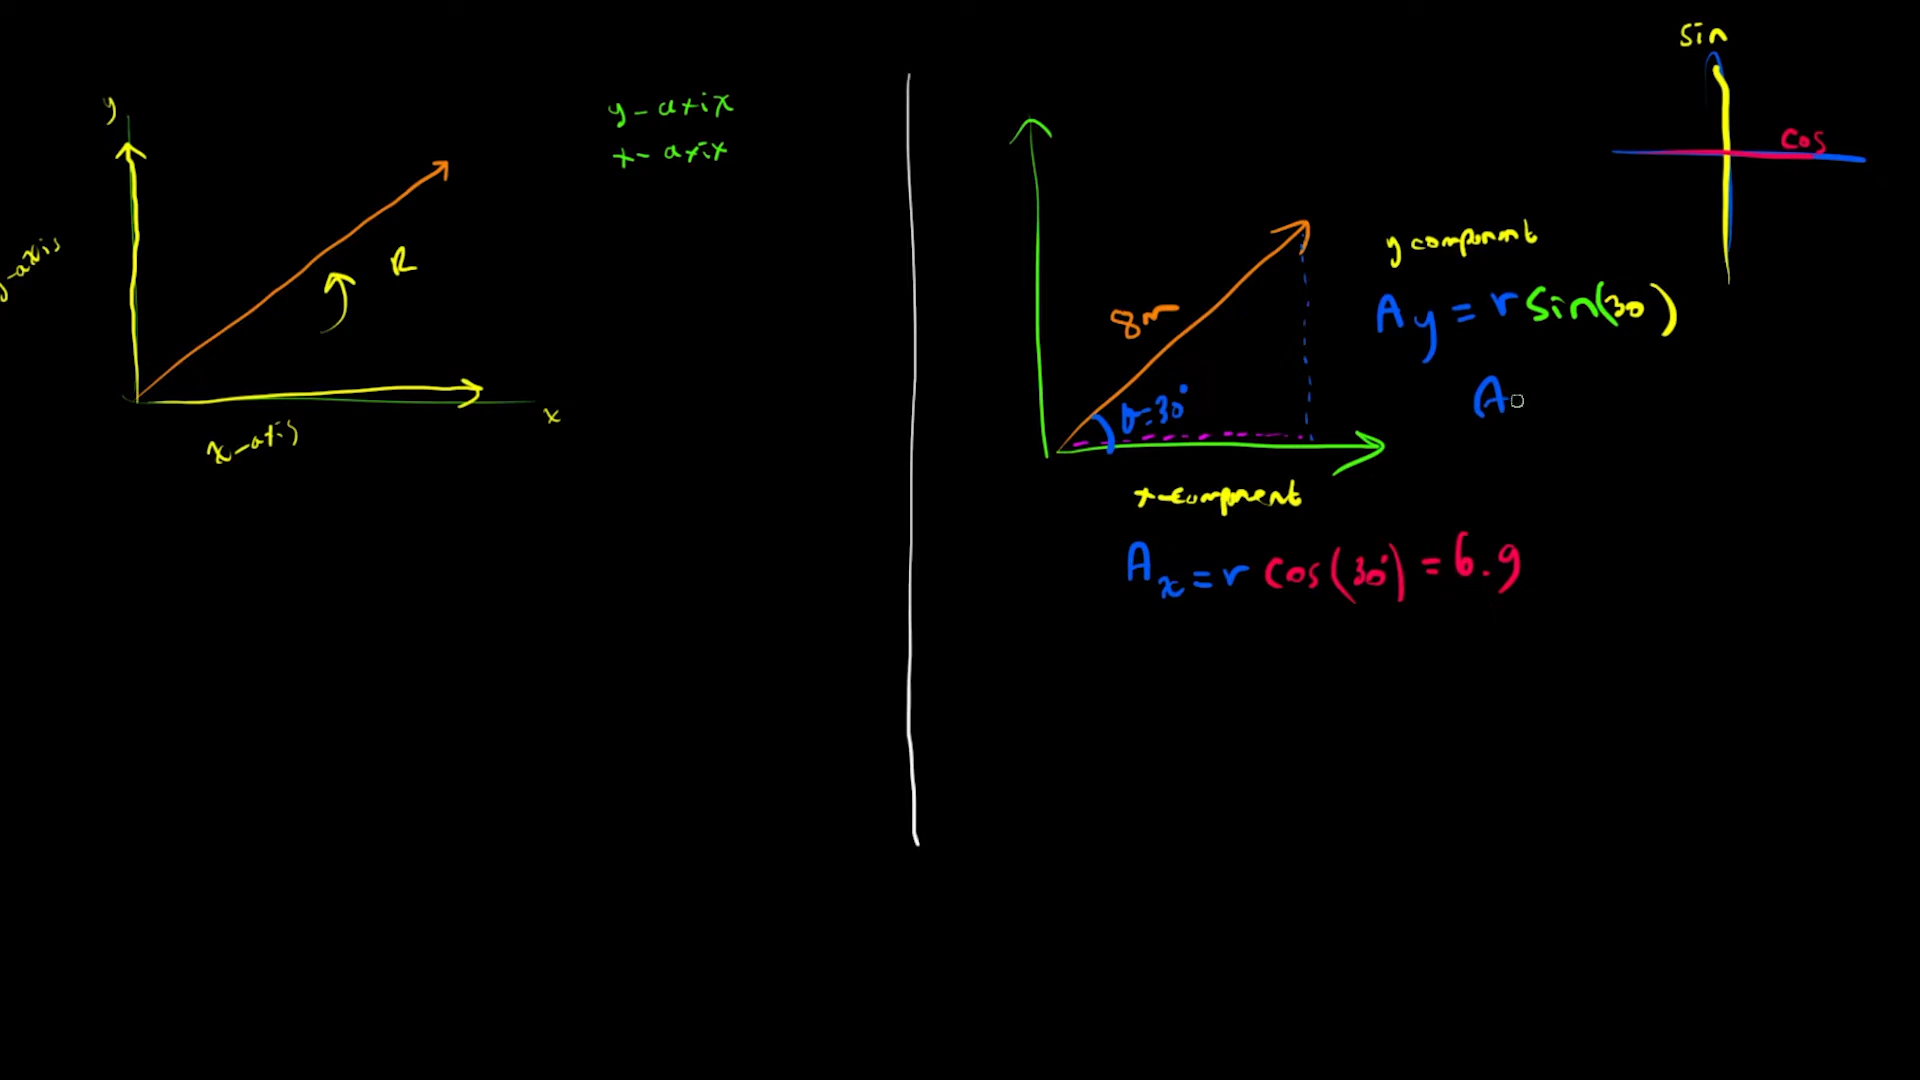 y
y-axis
R
x-axis
x
y-axix
x-axix
sin
cos
y component
8m
Ay = r sin(30)
θ=30°
A
x-component
Ax = r cos(30°) = 6.9